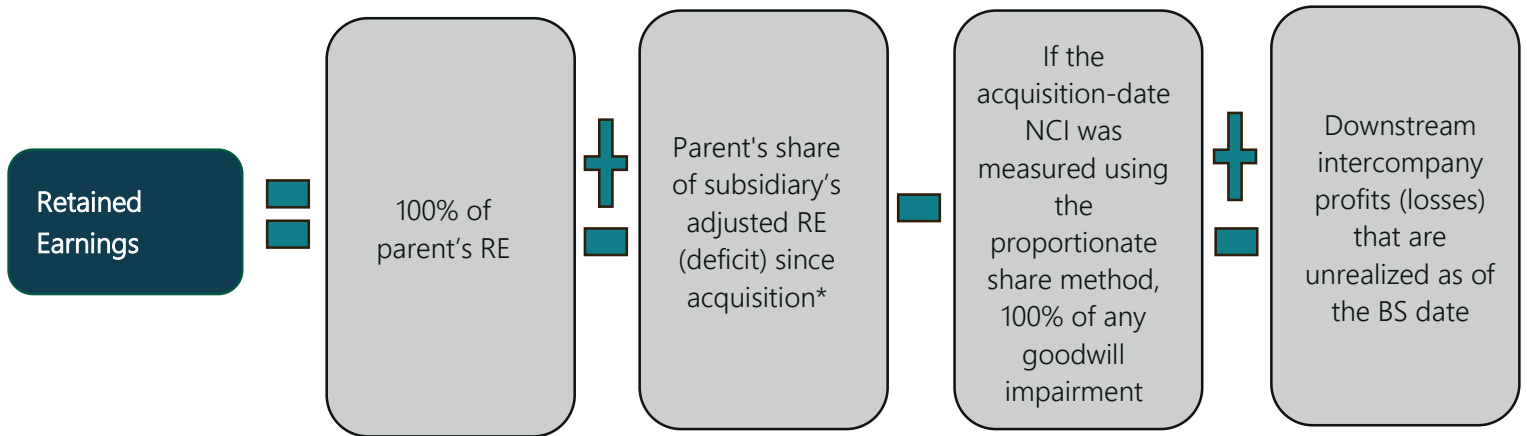 Retained
Earnings
100% of
parent’s RE
Parent's share
of subsidiary’s
adjusted RE
(deficit) since
acquisition*
If the
acquisition-date
NCI was
measured using
the
proportionate
share method,
100% of any
goodwill
impairment
Downstream
intercompany
profits (losses)
that are
unrealized as of
the BS date